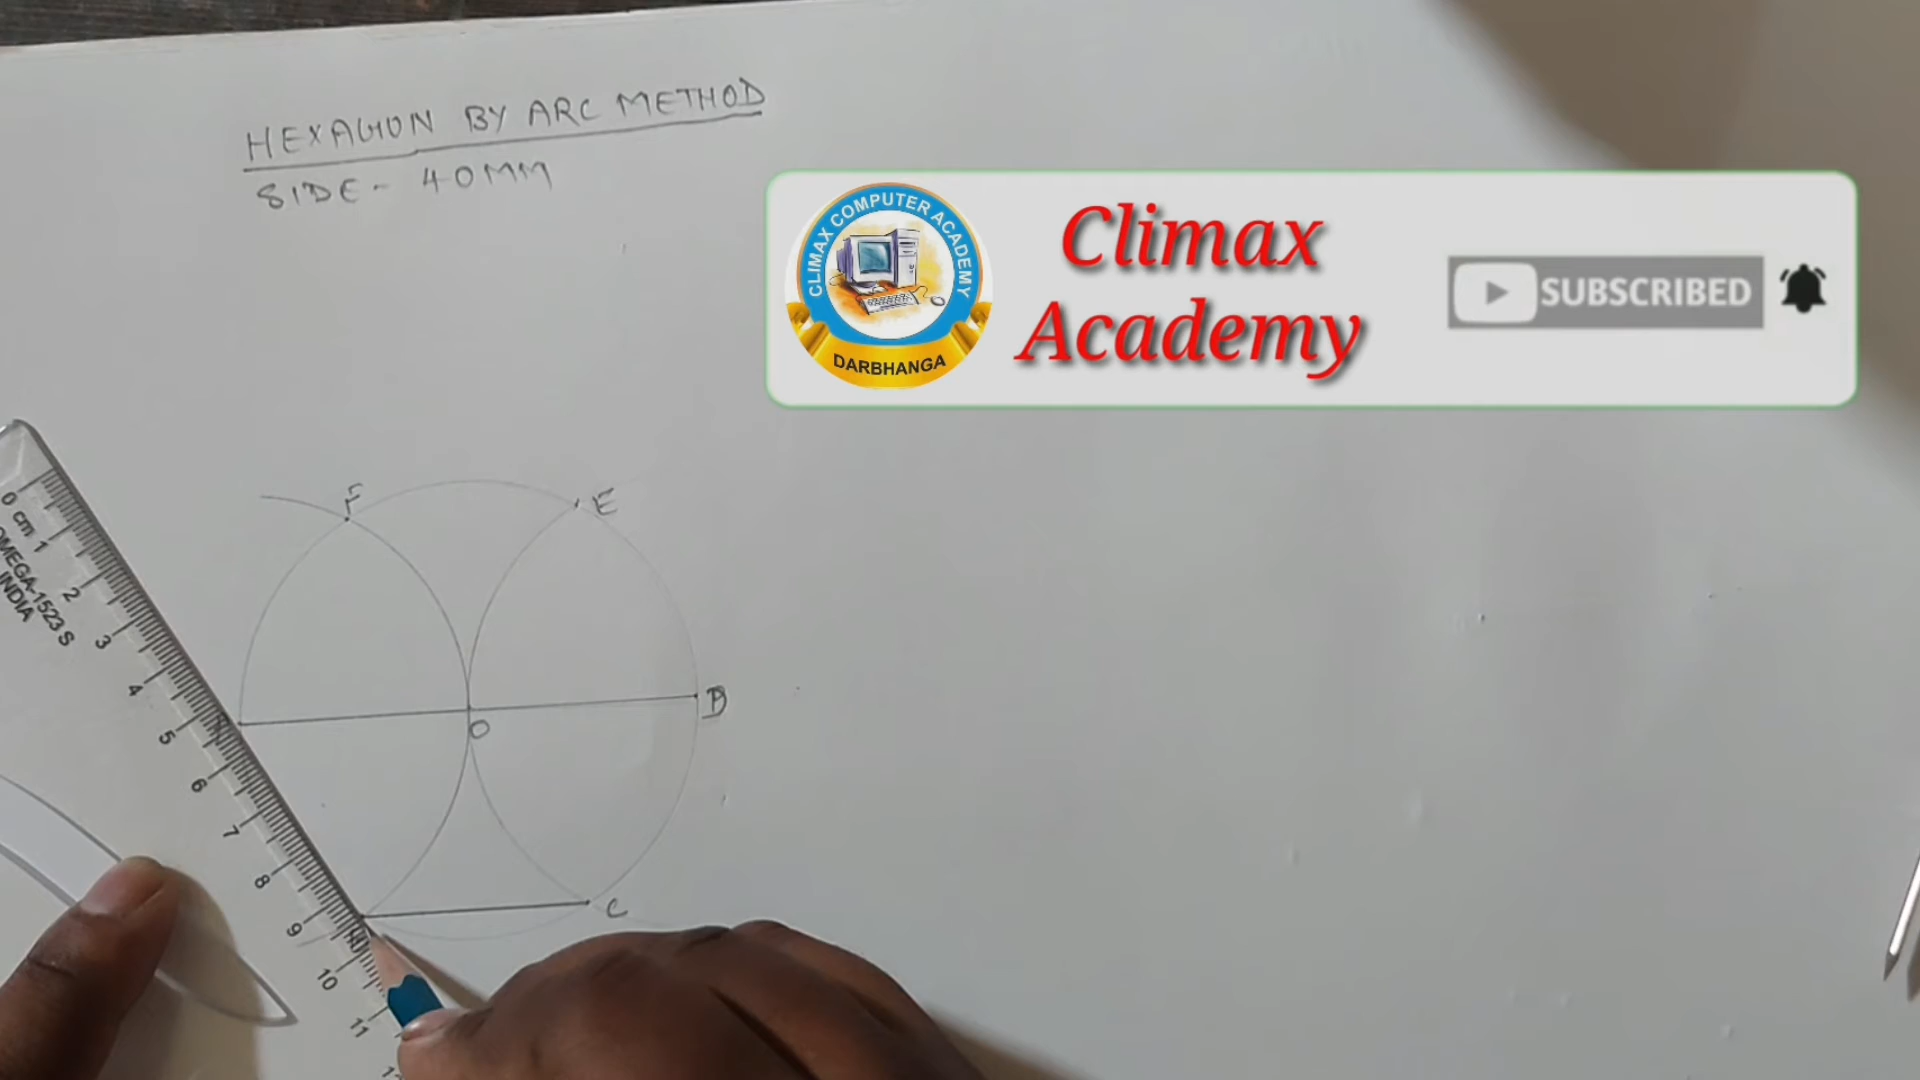 HEXAGON BY ARC METHOD
SIDE - 40MM
CLIMAX COMPUTER ACADEMY
DARBHANGA
Climax
Academy
SUBSCRIBED
F
E
B
O
C
0 cm 1 2 3 4 5 6 7 8 9 10 11
OMEGA-1523 S
INDIA